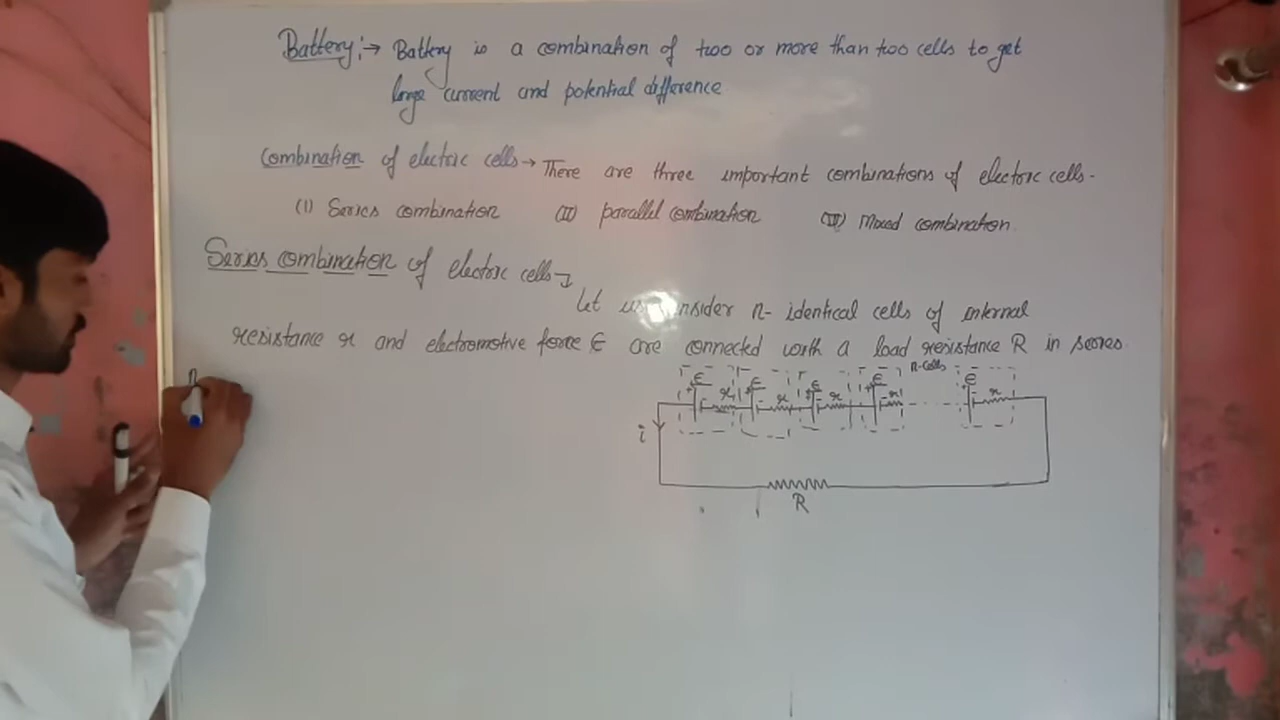 Battery:→ Battery is a combination of two or more than two cells to get
large current and potential difference
Combination of electric cells → There are three important combinations of electric cells-
(I) Series combination (II) parallel combination (III) Mixed combination.
Series combination of electric cells →
Let us consider n- identical cells of internal
resistance r and electromotive force E are connected with a load resistance R in series.
n-cells
E E E E E
r r r r r
i
R